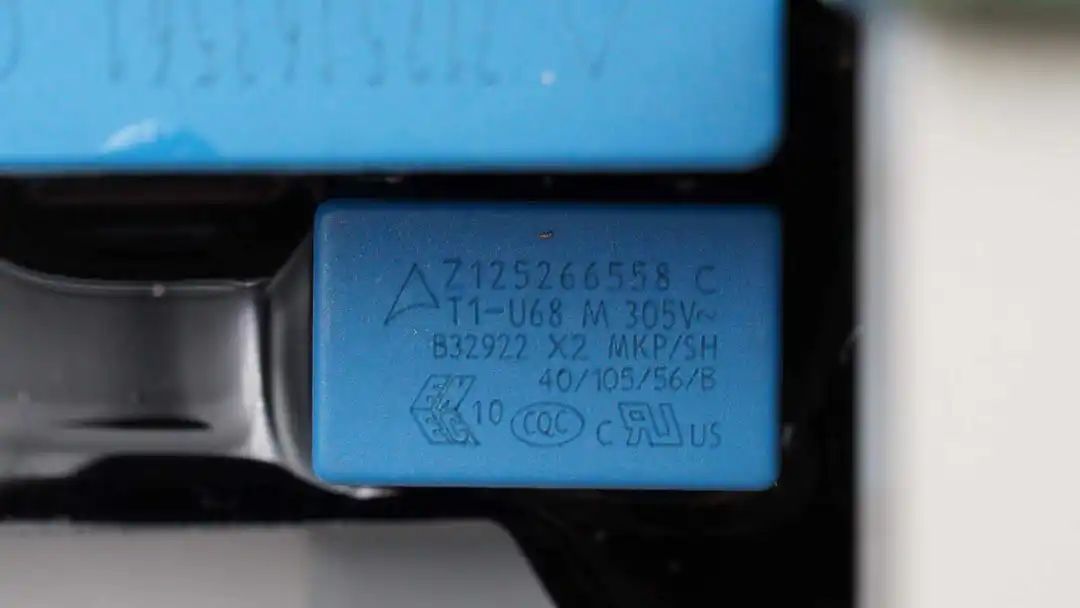 Z125266558 C
T1-U68 M 305V~
B32922 X2 MKP/SH
40/105/56/B
10 CQC C US